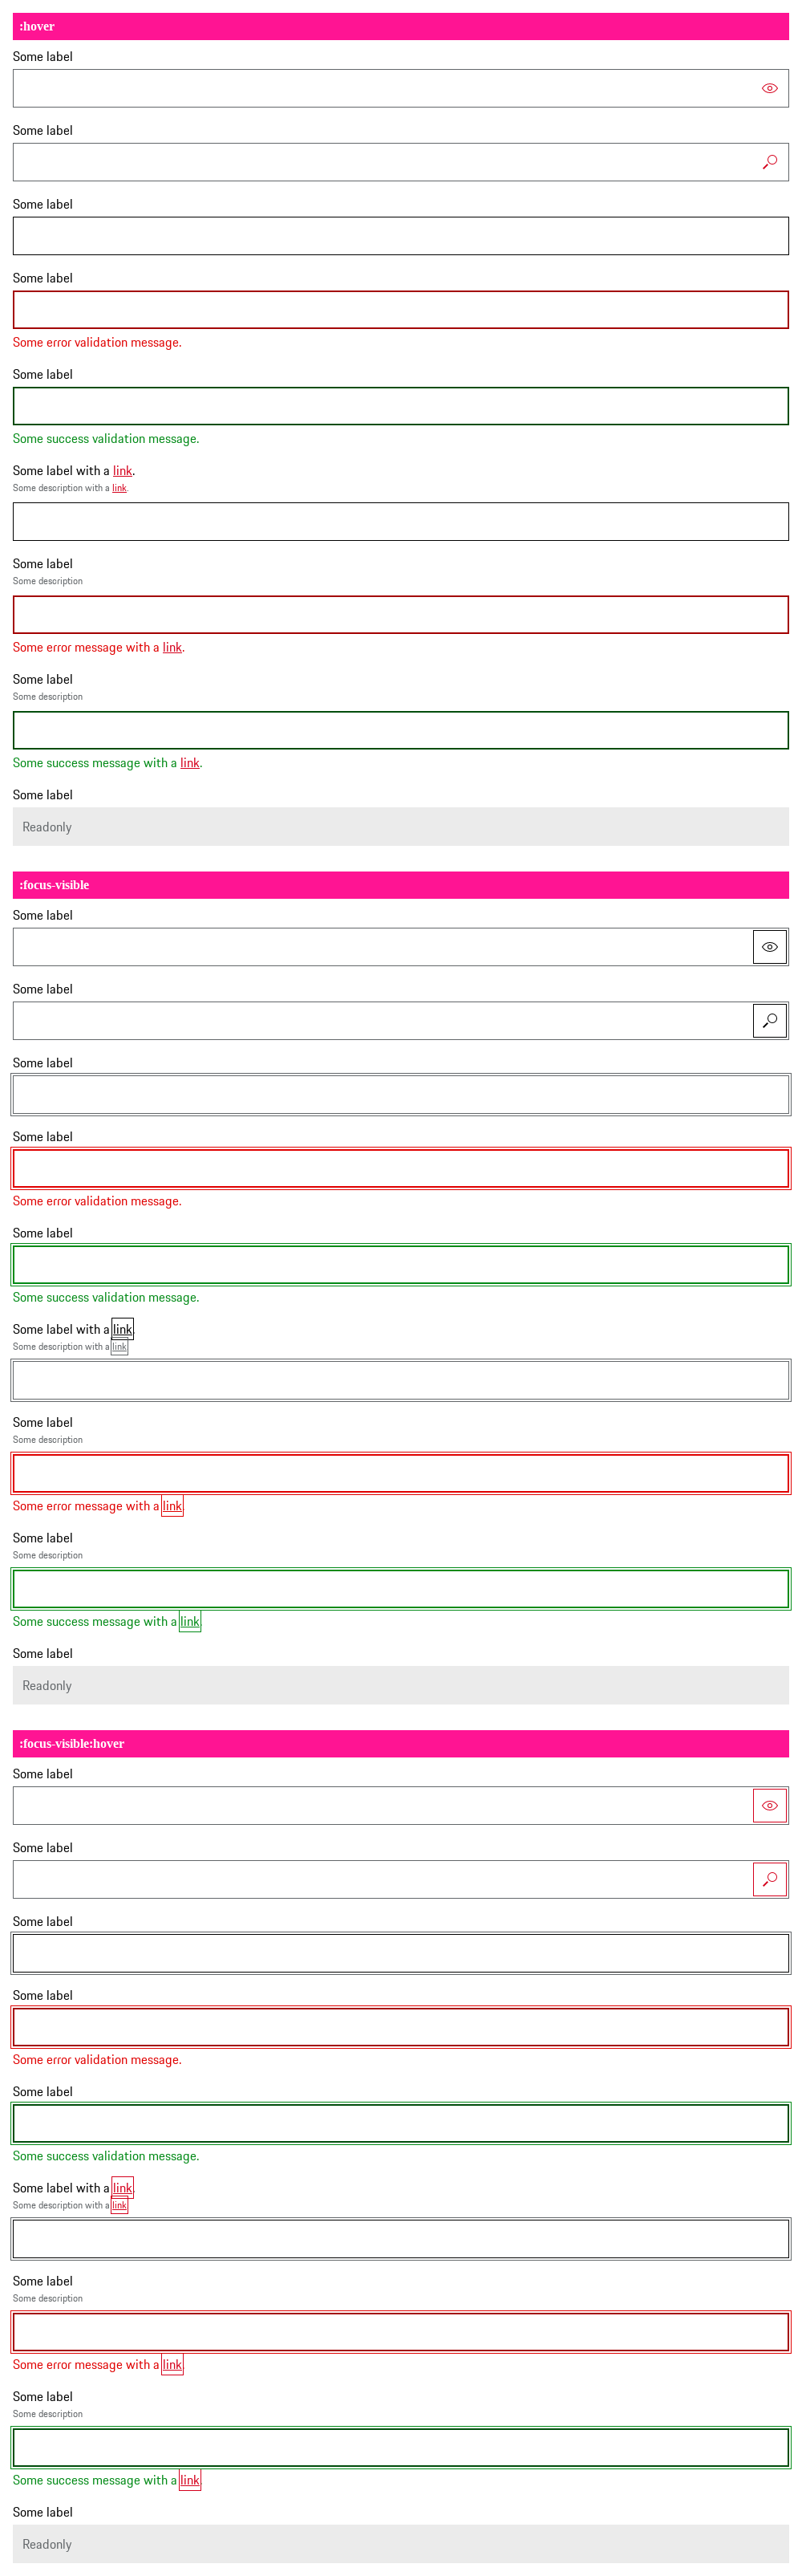 :hover
Some label
Some label
Some label
Some label
Some error validation message.
Some label
Some success validation message.
Some label with a link.
Some description with a link.
Some label
Some description
Some error message with a link.
Some label
Some description
Some success message with a link.
Some label
Readonly
:focus-visible
Some label
Some label
Some label
Some label
Some error validation message.
Some label
Some success validation message.
Some label with a link.
Some description with a link.
Some label
Some description
Some error message with a link.
Some label
Some description
Some success message with a link.
Some label
Readonly
:focus-visible:hover
Some label
Some label
Some label
Some label
Some error validation message.
Some label
Some success validation message.
Some label with a link.
Some description with a link.
Some label
Some description
Some error message with a link.
Some label
Some description
Some success message with a link.
Some label
Readonly